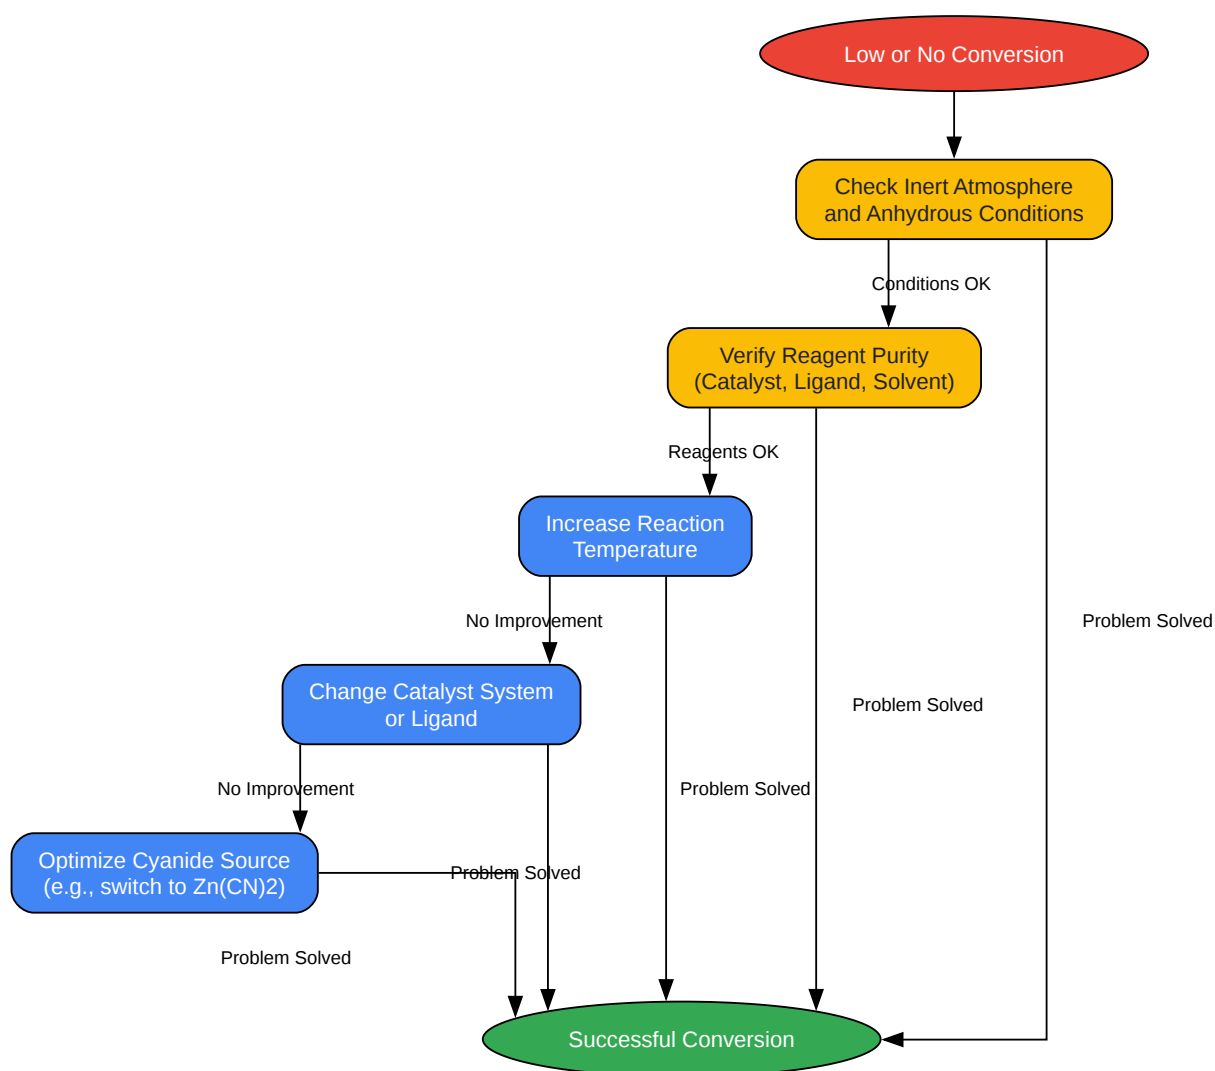 Low or No Conversion
Check Inert Atmosphere
and Anhydrous Conditions
Conditions OK
Verify Reagent Purity
(Catalyst, Ligand, Solvent)
Reagents OK
Increase Reaction
Temperature
No Improvement
Problem Solved
Change Catalyst System
or Ligand
Problem Solved
No Improvement
Problem Solved
Optimize Cyanide Source
(e.g., switch to Zn(CN)2)
Problem Solved
Problem Solved
Successful Conversion